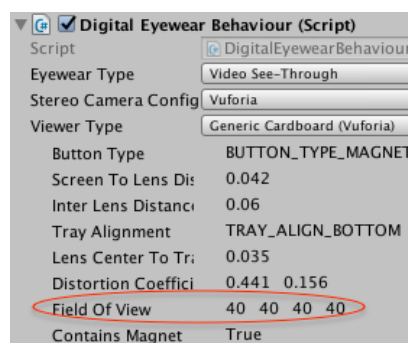 Digital Eyewear Behaviour (Script)
Script DigitalEyewearBehaviour
Eyewear Type Video See-Through
Stereo Camera Config Vuforia
Viewer Type Generic Cardboard (Vuforia)
Button Type BUTTON_TYPE_MAGNET
Screen To Lens Dis 0.042
Inter Lens Distance 0.06
Tray Alignment TRAY_ALIGN_BOTTOM
Lens Center To Tra 0.035
Distortion Coeffici 0.441 0.156
Field Of View 40 40 40 40
Contains Magnet True